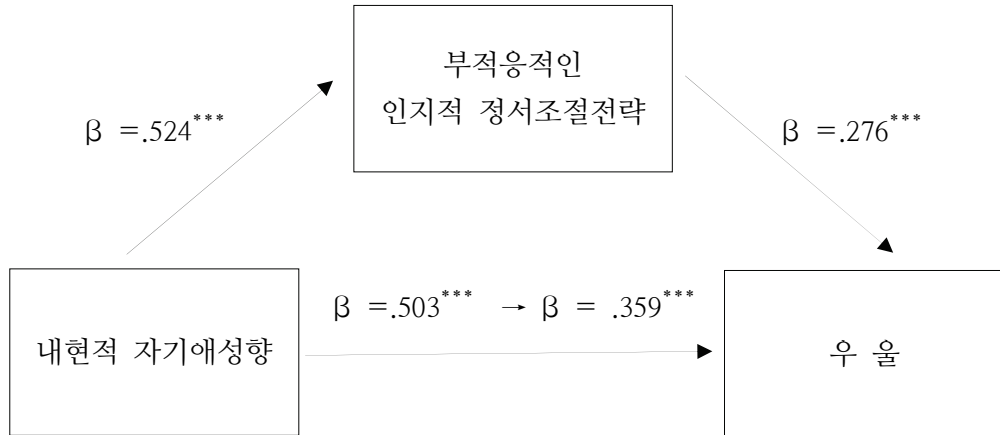 부적응적인
인지적 정서조절전략
β =.524***
β =.276***
β =.503*** → β = .359***
내현적 자기애성향
우 울